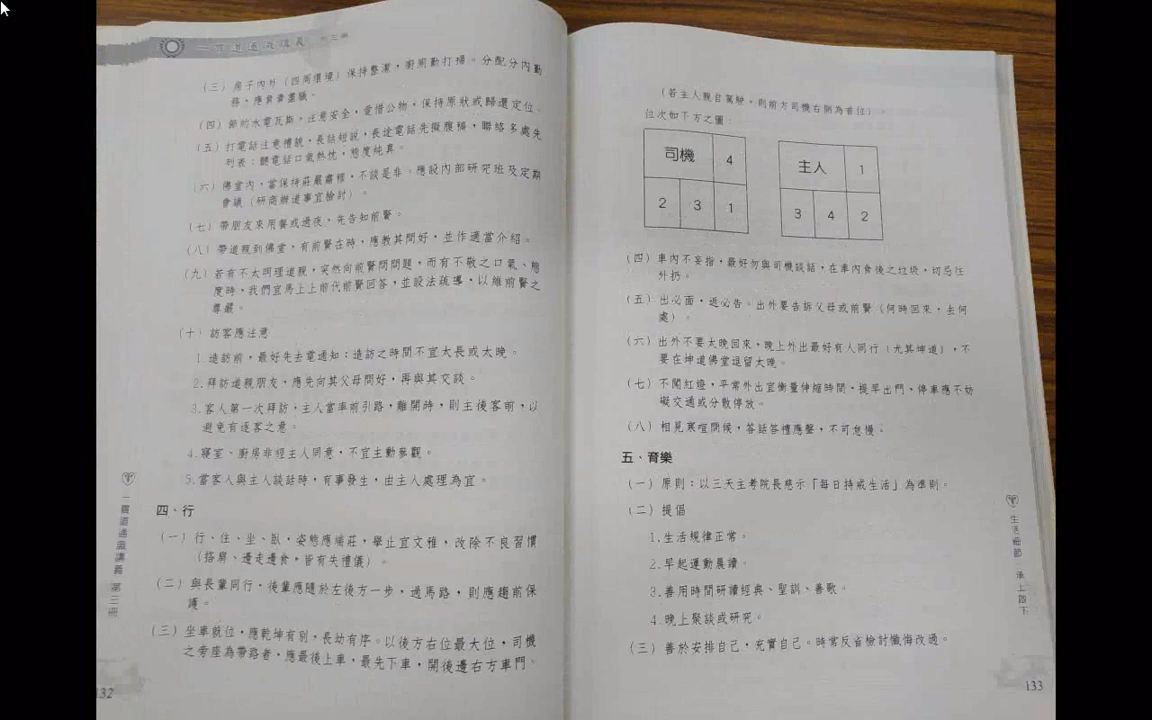 一貫道通識講義 第三冊
(三) 房子內外(四周環境)保持整潔，廚廁勤打掃。分配分內勤
務，應負責盡職。
(四) 節約水電瓦斯，注意安全，愛惜公物，保持原狀或歸還定位。
(五) 打電話注意禮貌，長話短說，長途電話先擬腹稿，聯絡多處先
列表；聽電話口氣熱忱，態度純真。
(六) 佛堂內，當保持莊嚴肅穆，不談是非。應設內部研究班及定期
會議(研商辦道事宜檢討)。
(七) 帶朋友來用餐或過夜，先告知前賢。
(八) 帶道親到佛堂，有前賢在時，應教其問好，並作適當介紹。
(九) 若有不太明理道親，突然向前賢問問題，而有不敬之口氣、態
度時，我們宜馬上上前代前賢回答，並設法疏導，以維前賢之
尊嚴。
(十) 訪客應注意
1.造訪前，最好先去電通知；造訪之時間不宜太長或太晚。
2.拜訪道親朋友，應先向其父母問好，再與其交談。
3.客人第一次拜訪，主人當率前引路，離開時，則主後客前，以
避免有逐客之意。
4.寢室、廚房非經主人同意，不宜主動參觀。
5.當客人與主人談話時，有事發生，由主人處理為宜。
四、行
(一) 行、住、坐、臥，姿態應端莊，舉止宜文雅，改除不良習慣
(搭肩、邊走邊食，皆有失禮儀)。
(二) 與長輩同行，後輩應隨於左後方一步，過馬路，則應趨前保
護。
(三) 坐車就位，應乾坤有別，長幼有序。以後方右位最大位，司機
之旁座為帶路者，應最後上車，最先下車，開後邊右方車門。
一貫道通識講義 第三冊
132
(若主人親自駕駛，則前方司機右側為首位)。
位次如下方之圖：
司機 4
2 3 1
主人 1
3 4 2
(四) 車內不妄指，最好勿與司機談話，在車內食後之垃圾，切忌往
外扔。
(五) 出必面，返必告。出外要告訴父母或前賢(何時回來，去何
處)。
(六) 出外不要太晚回來，晚上外出最好有人同行(尤其坤道)，不
要在坤道佛堂逗留太晚。
(七) 不闖紅燈，平常外出宜衡量伸縮時間，提早出門，停車應不妨
礙交通或分散停放。
(八) 相見寒喧問候，答話答禮應聲，不可怠慢。
五、育樂
(一) 原則：以三天主考院長慈示「每日持戒生活」為準則。
(二) 提倡
1.生活規律正常。
2.早起運動晨讀。
3.善用時間研讀經典、聖訓、善歌。
4.晚上聚談或研究。
(三) 善於安排自己，充實自己。時常反省檢討懺悔改過。
生活細節 承上啟下
133